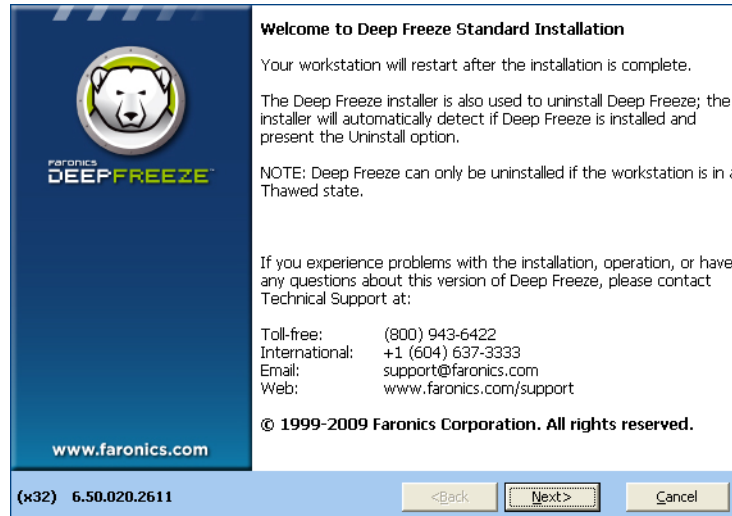 Welcome to Deep Freeze Standard Installation
Your workstation will restart after the installation is complete.
The Deep Freeze installer is also used to uninstall Deep Freeze; the
installer will automatically detect if Deep Freeze is installed and
present the Uninstall option.
NOTE: Deep Freeze can only be uninstalled if the workstation is in a
Thawed state.
FARONICS
DEEPFREEZE
If you experience problems with the installation, operation, or have
any questions about this version of Deep Freeze, please contact
Technical Support at:
Toll-free: (800) 943-6422
International: +1 (604) 637-3333
Email: support@faronics.com
Web: www.faronics.com/support
© 1999-2009 Faronics Corporation. All rights reserved.
www.faronics.com
(x32) 6.50.020.2611
<Back Next> Cancel